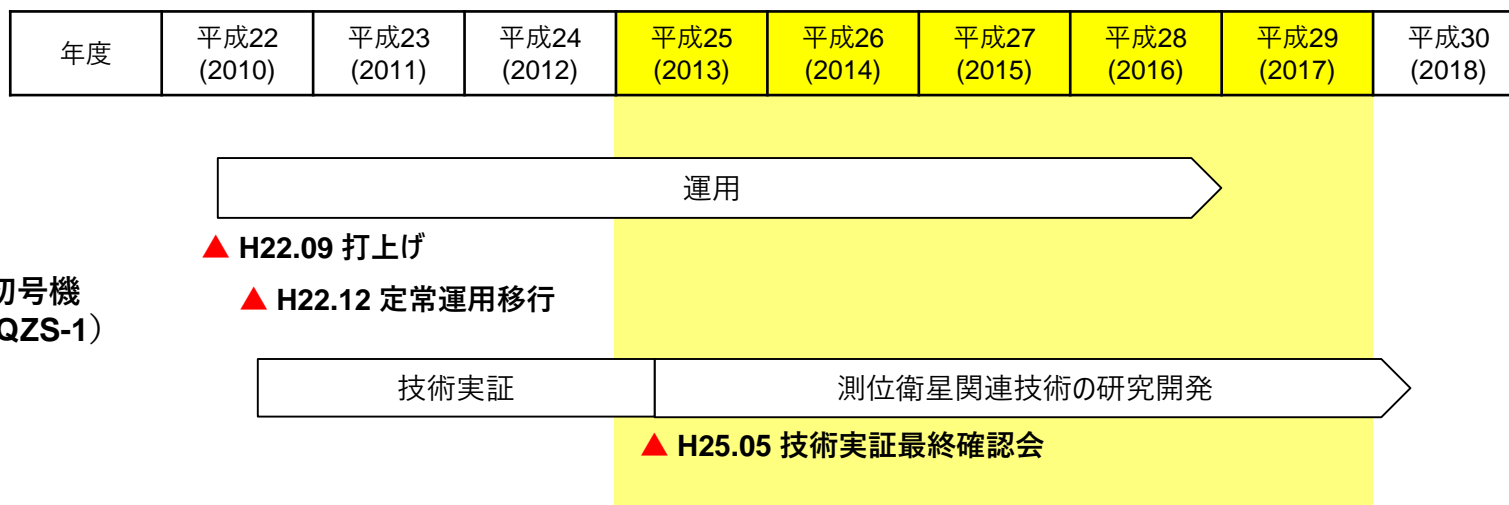 年度
平成22
(2010)
平成23
(2011)
平成24
(2012)
平成25
(2013)
平成26
(2014)
平成27
(2015)
平成28
(2016)
平成29
(2017)
平成30
(2018)
運用
▲ H22.09 打上げ
▲ H22.12 定常運用移行
号機
QZS-1）
技術実証
測位衛星関連技術の研究開発
▲ H25.05 技術実証最終確認会